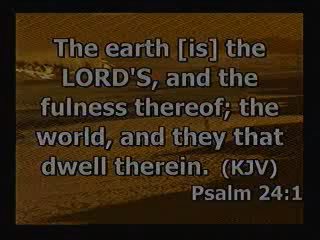 The earth [is] the
LORD'S, and the
fulness thereof; the
world, and they that
dwell therein. (KJV)
Psalm 24:1